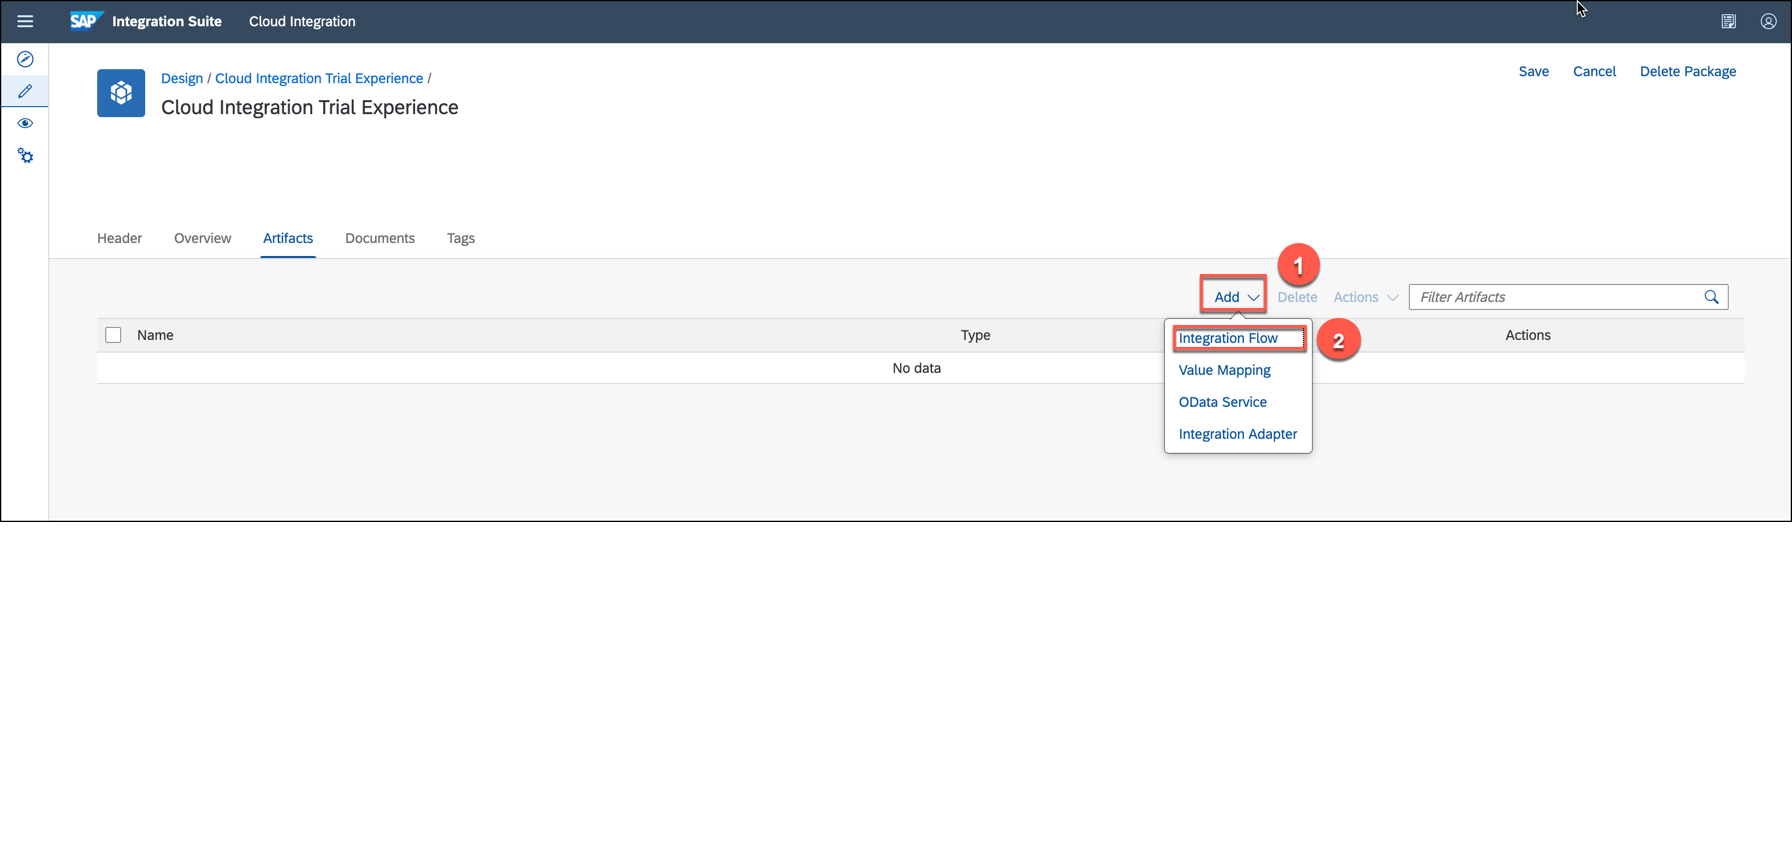 SAP Integration Suite Cloud Integration
Design / Cloud Integration Trial Experience /
Save Cancel Delete Package
Cloud Integration Trial Experience
Header Overview Artifacts Documents Tags
1
Add Delete Actions Filter Artifacts
Name Type Actions
Integration Flow
2
No data
Value Mapping
OData Service
Integration Adapter